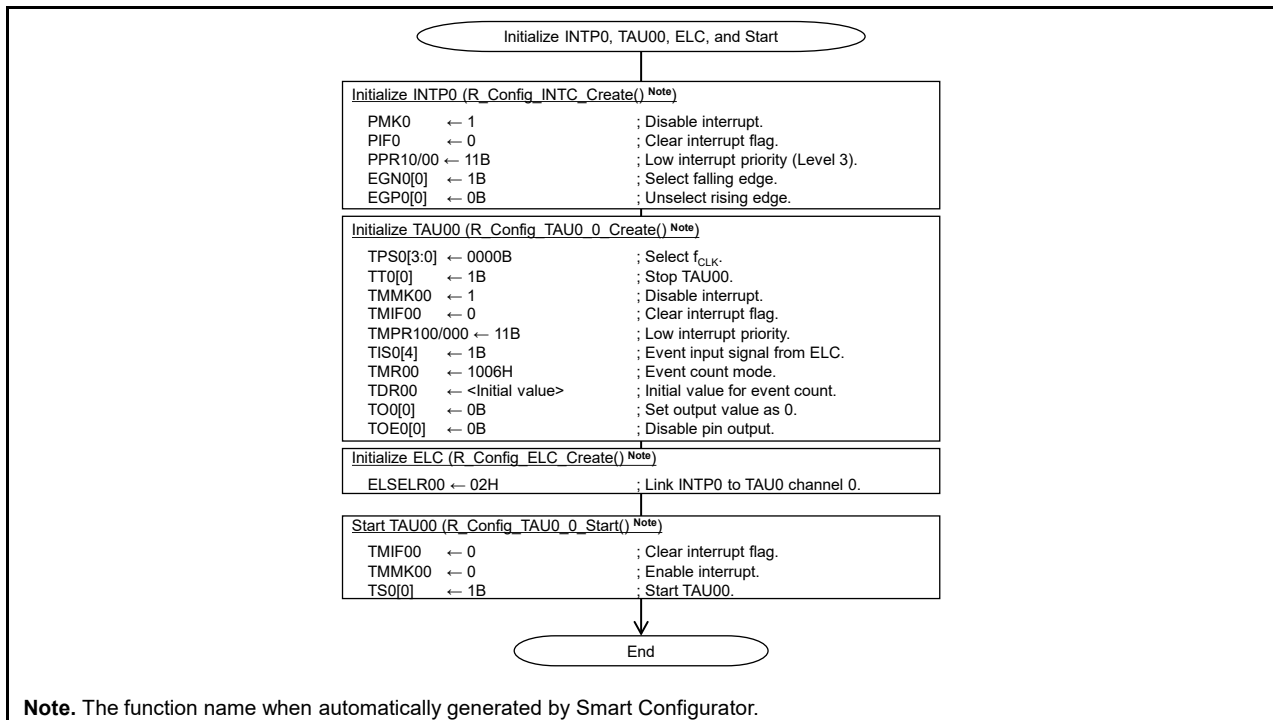 Initialize INTP0, TAU00, ELC, and Start
Initialize INTP0 (R_Config_INTC_Create() Note)
PMK0 ← 1 ; Disable interrupt.
PIF0 ← 0 ; Clear interrupt flag.
PPR10/00 ← 11B ; Low interrupt priority (Level 3).
EGN0[0] ← 1B ; Select falling edge.
EGP0[0] ← 0B ; Unselect rising edge.
Initialize TAU00 (R_Config_TAU0_0_Create() Note)
TPS0[3:0] ← 0000B ; Select fCLK.
TT0[0] ← 1B ; Stop TAU00.
TMMK00 ← 1 ; Disable interrupt.
TMIF00 ← 0 ; Clear interrupt flag.
TMPR100/000 ← 11B ; Low interrupt priority.
TIS0[4] ← 1B ; Event input signal from ELC.
TMR00 ← 1006H ; Event count mode.
TDR00 ← <Initial value> ; Initial value for event count.
TO0[0] ← 0B ; Set output value as 0.
TOE0[0] ← 0B ; Disable pin output.
Initialize ELC (R_Config_ELC_Create() Note)
ELSELR00 ← 02H ; Link INTP0 to TAU0 channel 0.
Start TAU00 (R_Config_TAU0_0_Start() Note)
TMIF00 ← 0 ; Clear interrupt flag.
TMMK00 ← 0 ; Enable interrupt.
TS0[0] ← 1B ; Start TAU00.
End
Note. The function name when automatically generated by Smart Configurator.